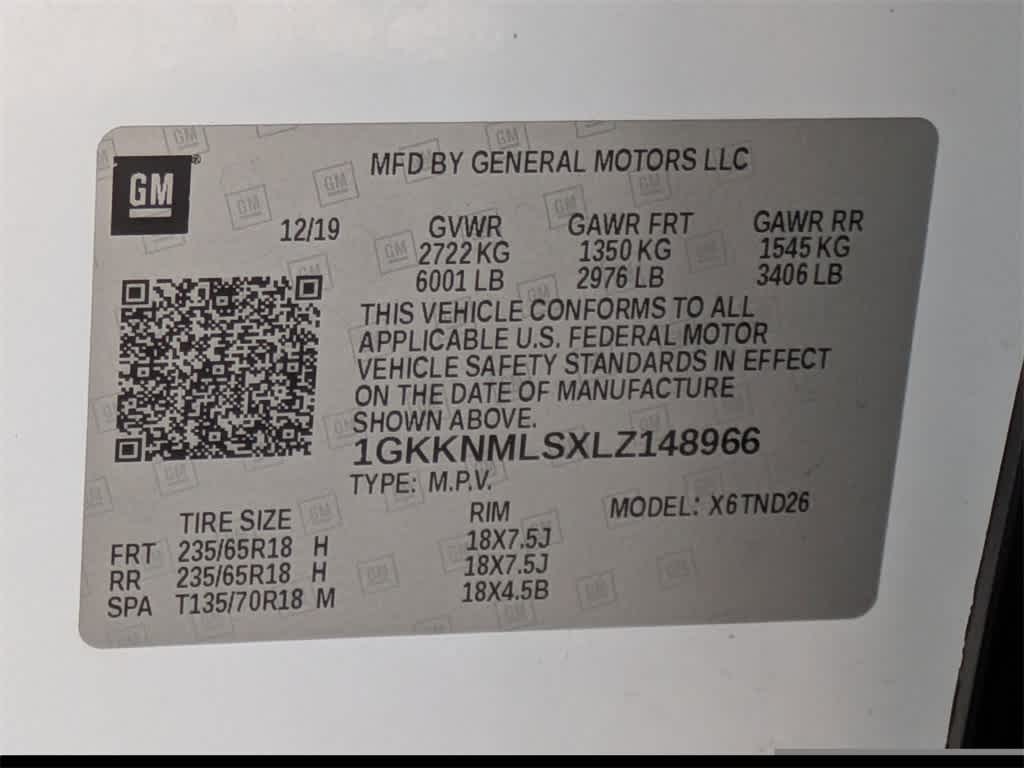 GM
MFD BY GENERAL MOTORS LLC
12/19
GVWR GAWR FRT GAWR RR
2722 KG 1350 KG 1545 KG
6001 LB 2976 LB 3406 LB
THIS VEHICLE CONFORMS TO ALL
APPLICABLE U.S. FEDERAL MOTOR
VEHICLE SAFETY STANDARDS IN EFFECT
ON THE DATE OF MANUFACTURE
SHOWN ABOVE.
1GKKNMLSXLZ148966
TYPE: M.P.V.
MODEL: X6TND26
TIRE SIZE RIM
FRT 235/65R18 H 18X7.5J
RR 235/65R18 H 18X7.5J
SPA T135/70R18 M 18X4.5B